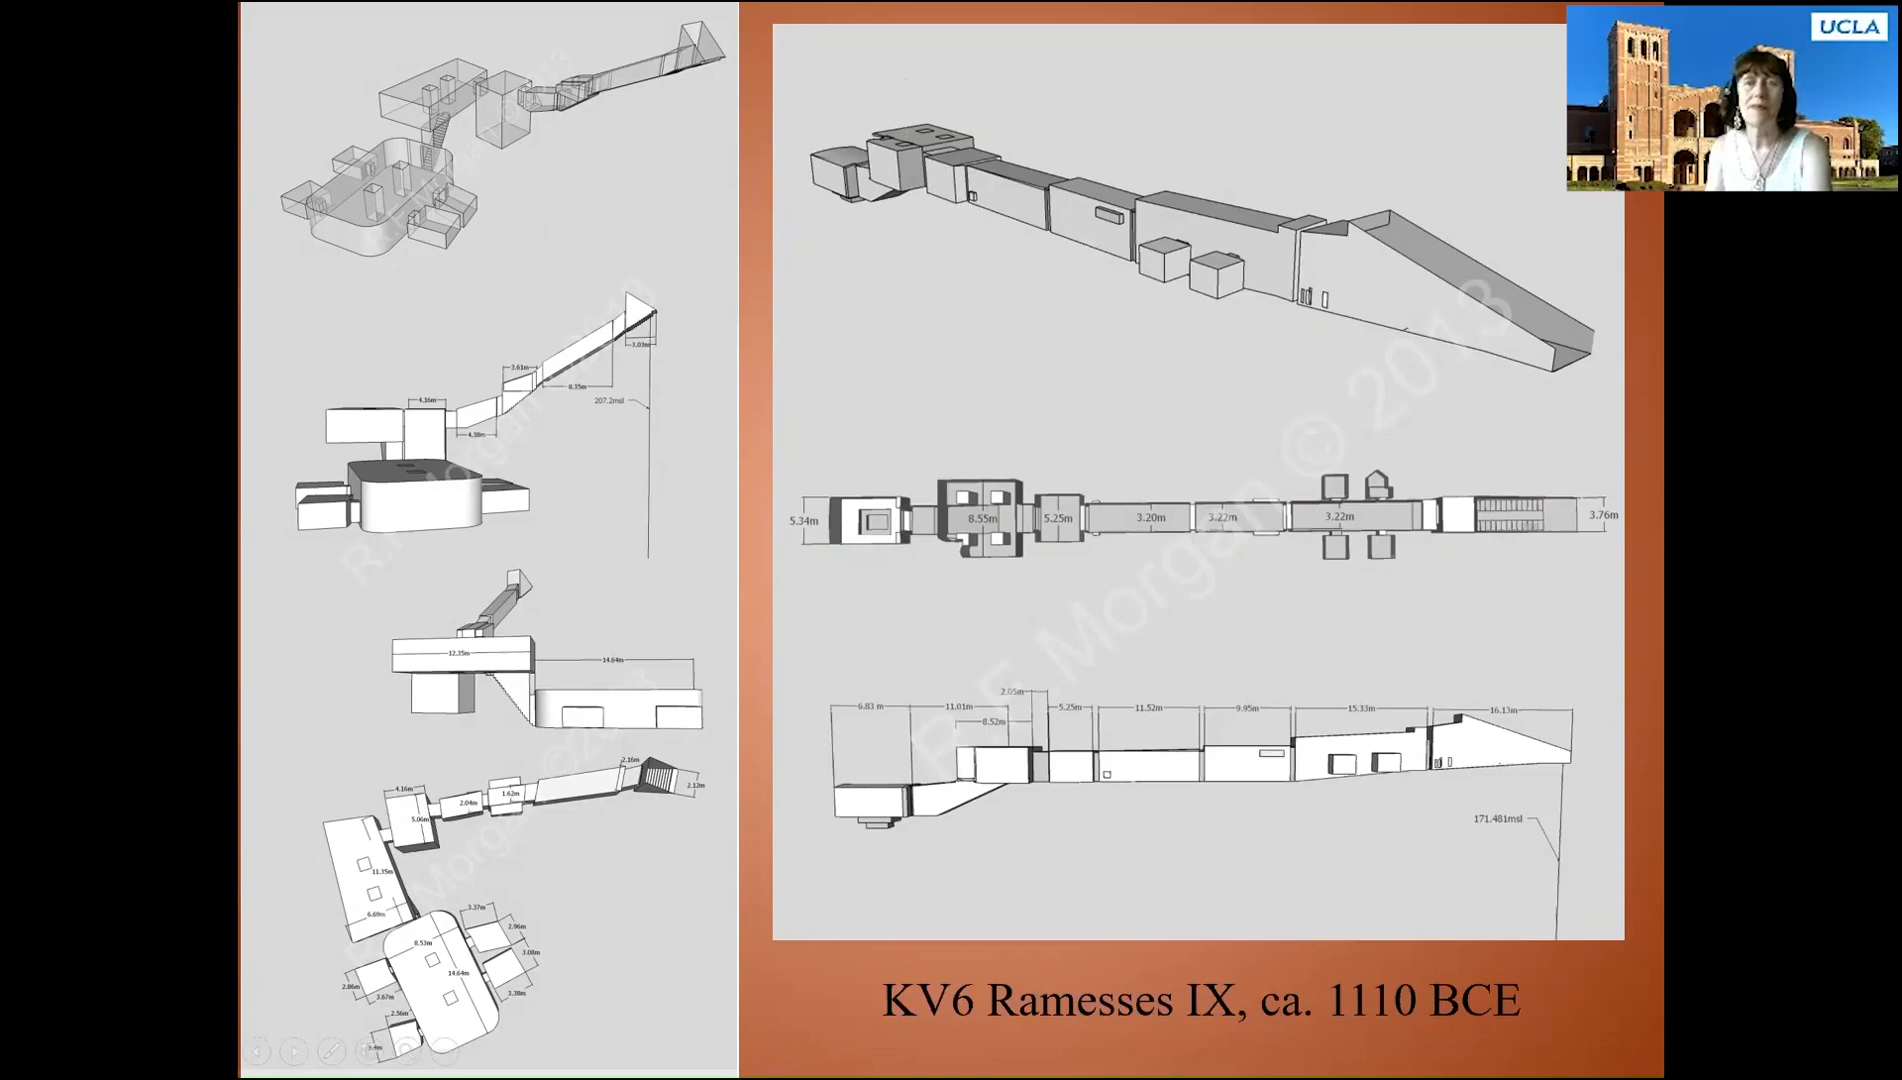 UCLA
3.03m
3.61m
8.35m
207.2msl
4.16m
4.38m
12.35m
14.64m
2.16m
2.12m
4.16m
2.04m
1.62m
5.06m
11.35m
6.69m
8.53m
14.64m
3.37m
2.96m
3.08m
3.38m
2.86m
3.67m
2.56m
5.34m
8.55m
5.25m
3.20m
3.22m
3.22m
3.76m
2.05m
6.83 m
11.01m
8.52m
5.25m
11.52m
9.95m
15.33m
16.13m
171.481msl
R.F.Morgan © 2013
KV6 Ramesses IX, ca. 1110 BCE